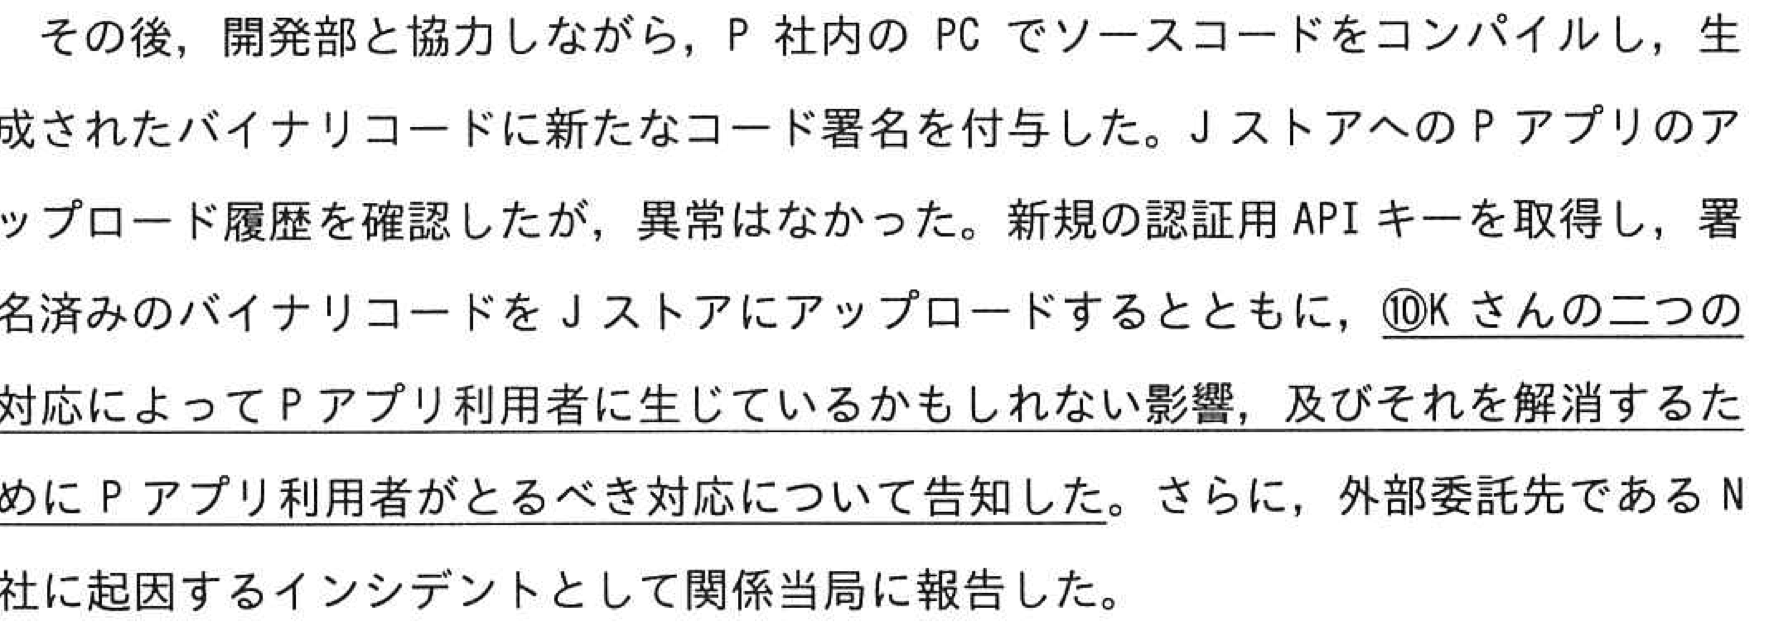 その後，開発部と協力しながら，P 社内の PC でソースコードをコンパイルし，生
成されたバイナリコードに新たなコード署名を付与した。J ストアへの P アプリのア
ップロード履歴を確認したが，異常はなかった。新規の認証用 API キーを取得し，署
名済みのバイナリコードを J ストアにアップロードするとともに，⑩K さんの二つの
対応によって P アプリ利用者に生じているかもしれない影響，及びそれを解消するた
めに P アプリ利用者がとるべき対応について告知した。さらに，外部委託先である N
社に起因するインシデントとして関係当局に報告した。